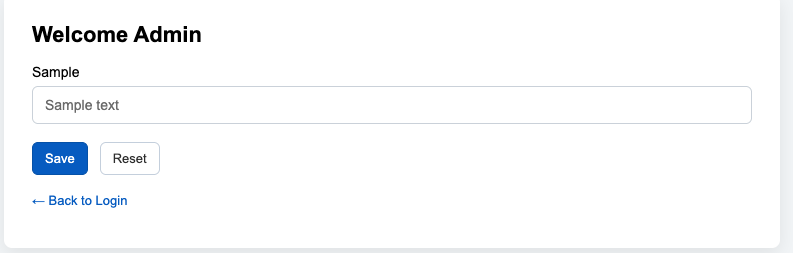 Welcome Admin
Sample
Sample text
Save Reset
← Back to Login